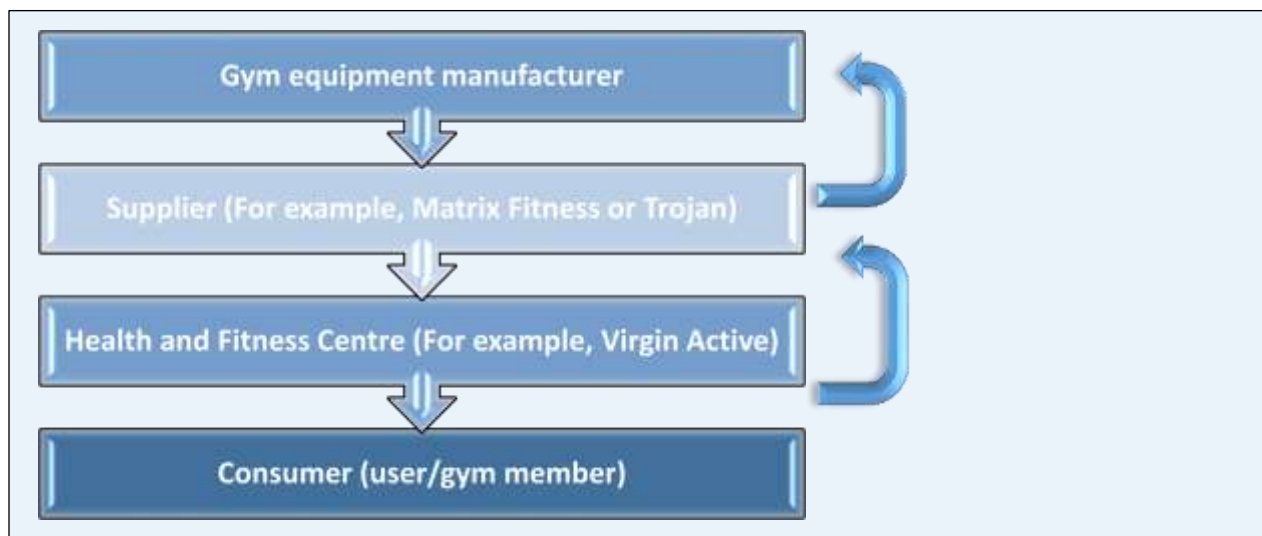 Gym equipment manufacturer
Supplier (For example, Matrix Fitness or Trojan)
Health and Fitness Centre (For example, Virgin Active)
Consumer (user/gym member)